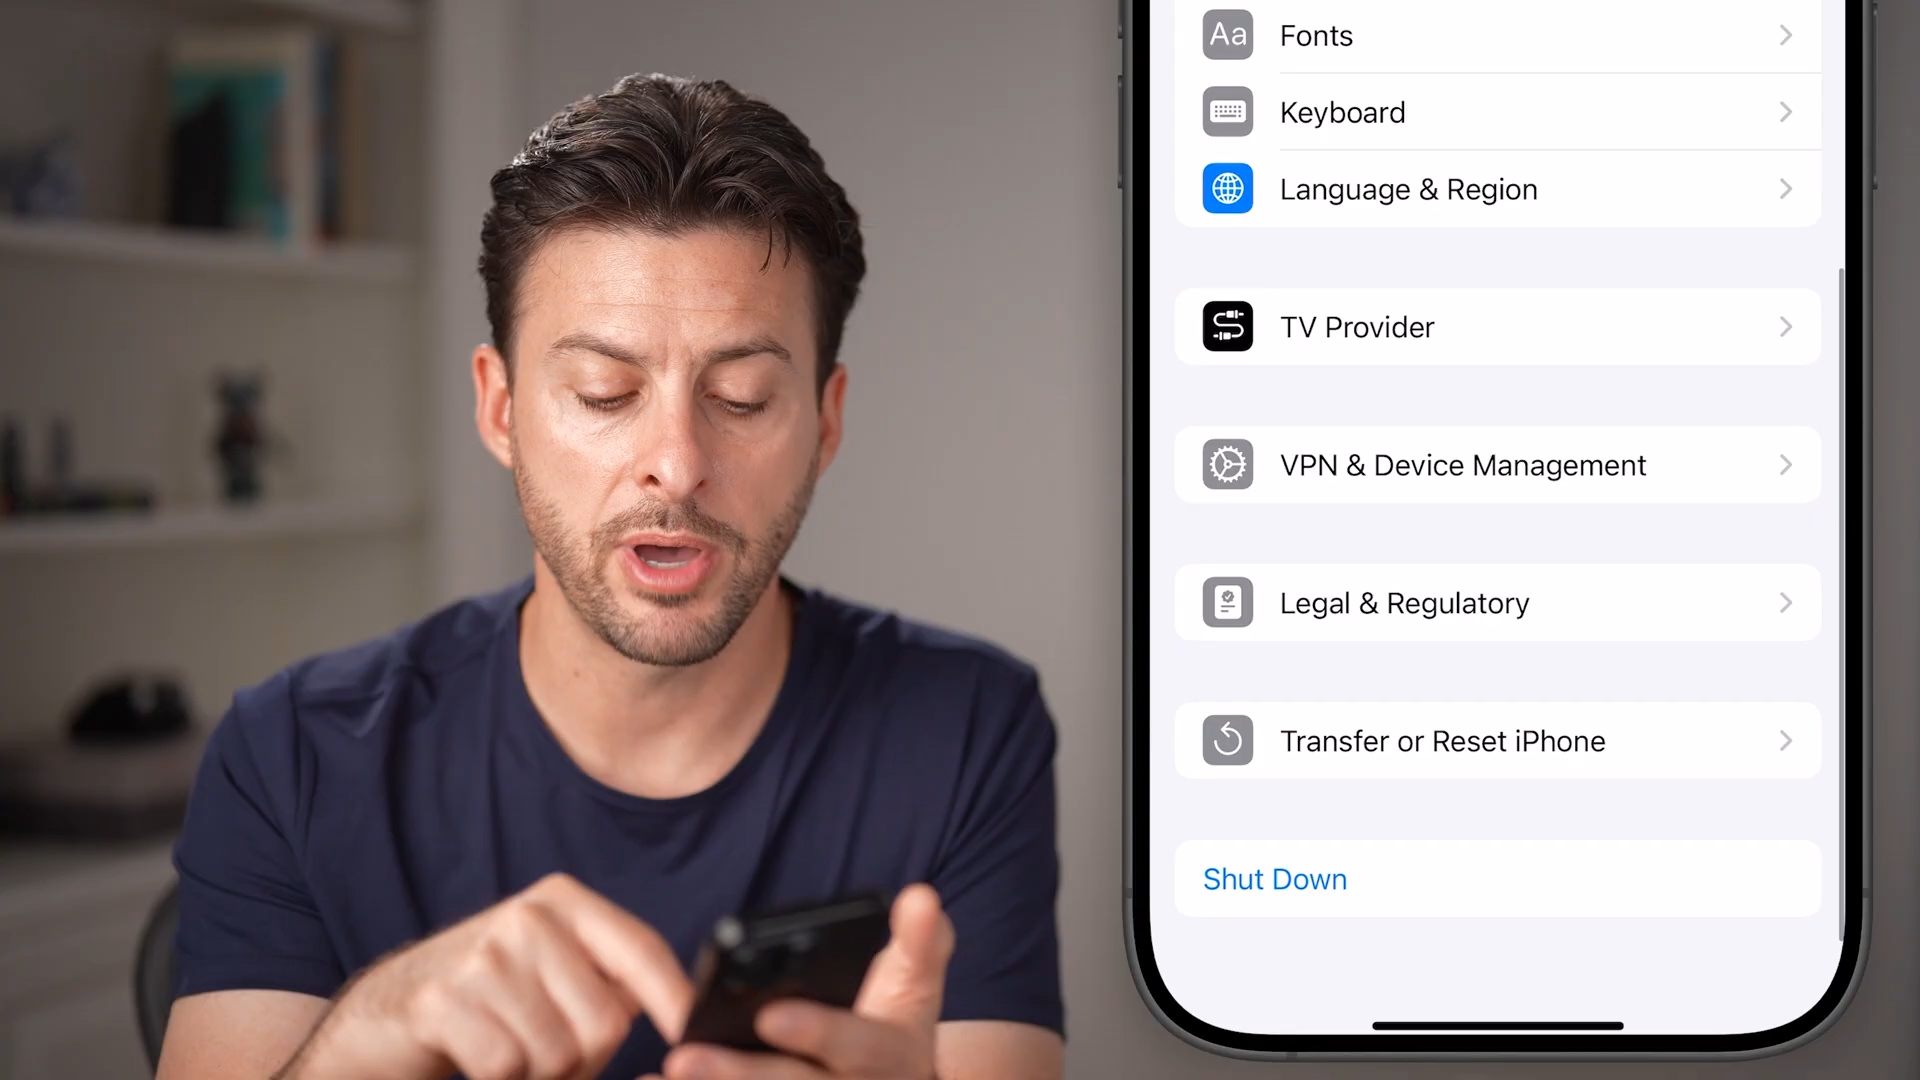 Aa Fonts
Keyboard
Language & Region
TV Provider
VPN & Device Management
Legal & Regulatory
Transfer or Reset iPhone
Shut Down